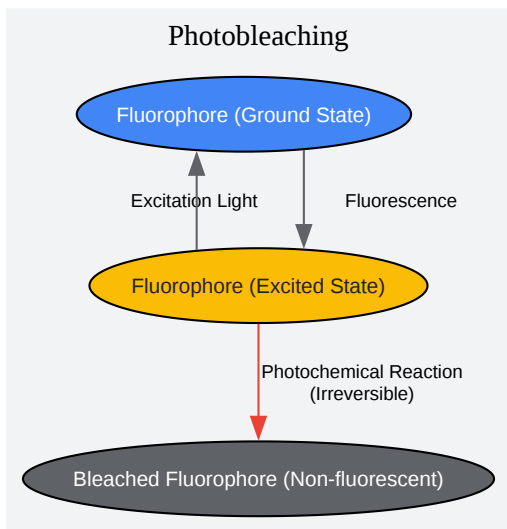 Photobleaching
Fluorophore (Ground State)
Excitation Light
Fluorescence
Fluorophore (Excited State)
Photochemical Reaction
(Irreversible)
Bleached Fluorophore (Non-fluorescent)